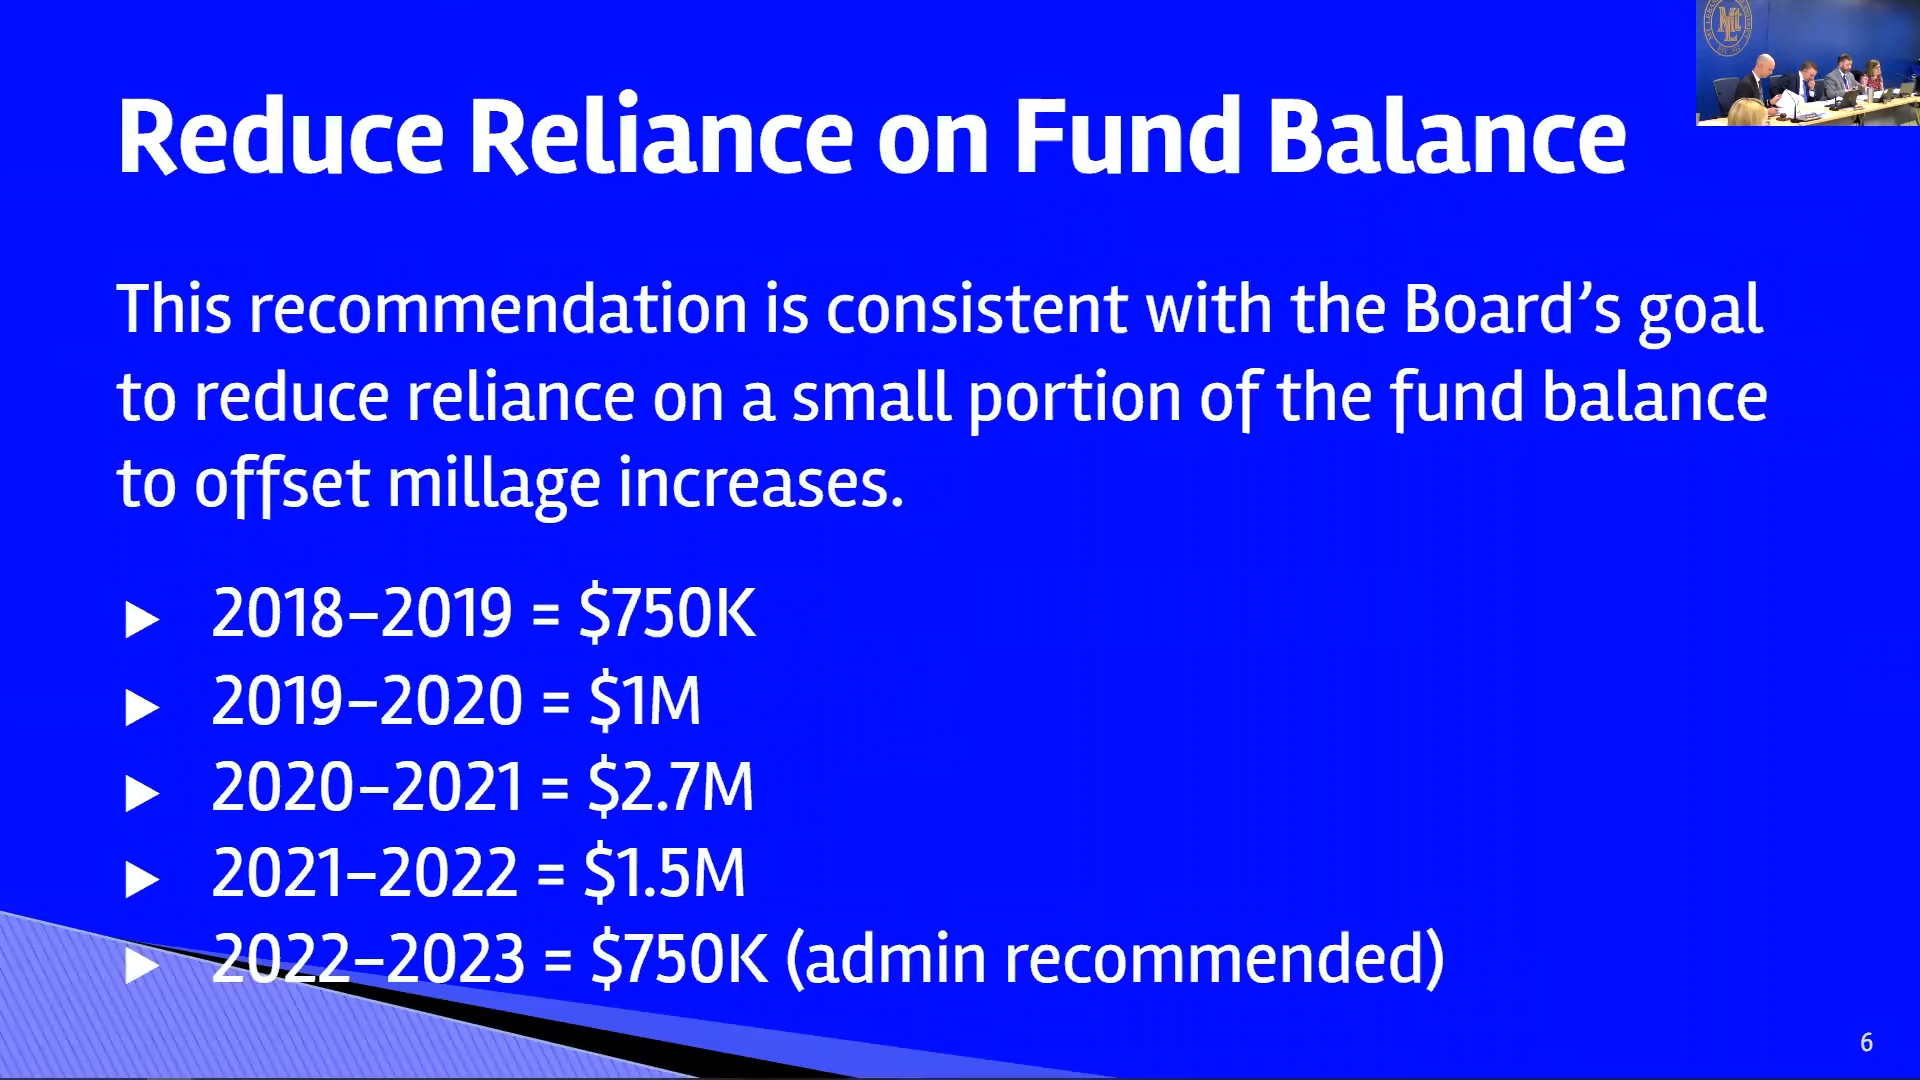 Reduce Reliance on Fund Balance
This recommendation is consistent with the Board’s goal
to reduce reliance on a small portion of the fund balance
to offset millage increases.
2018–2019 = $750K
2019–2020 = $1M
2020–2021 = $2.7M
2021–2022 = $1.5M
2022–2023 = $750K (admin recommended)
6